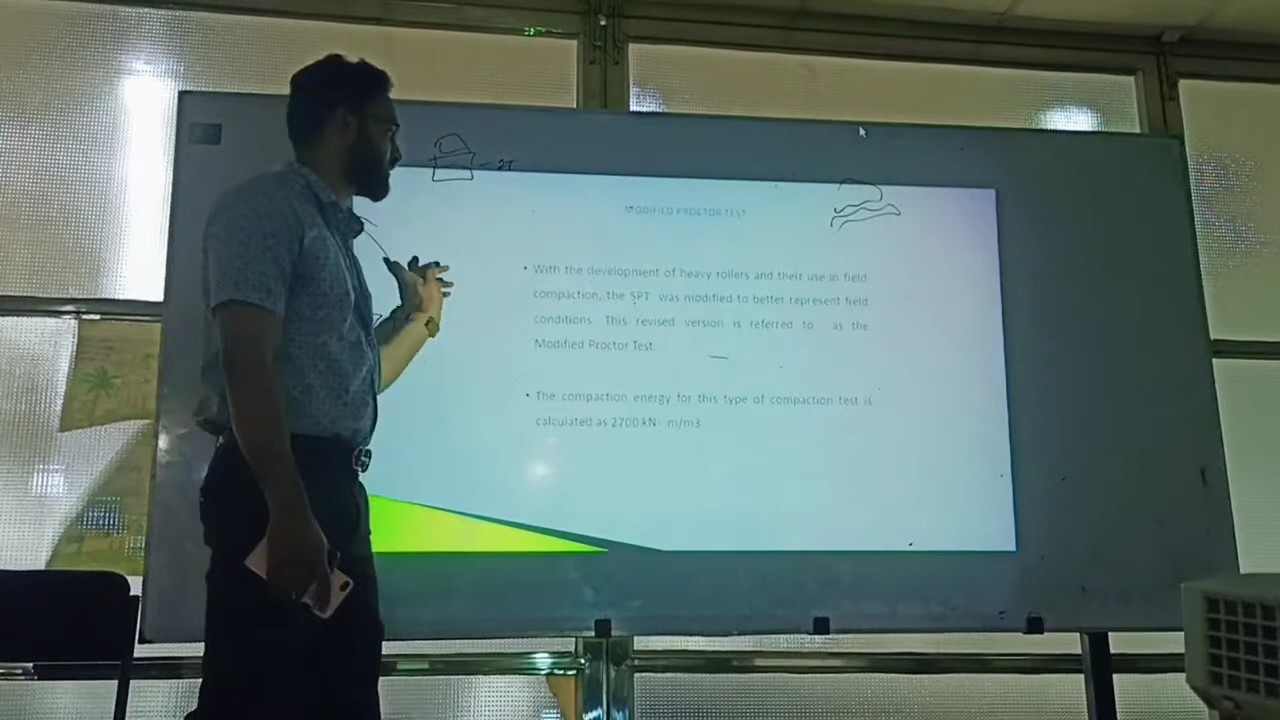 MODIFIED PROCTOR TEST
• With the development of heavy rollers and their use in field
compaction, the SPT was modified to better represent field
conditions. This revised version is referred to as the
Modified Proctor Test.
• The compaction energy for this type of compaction test is
calculated as 2700 kN- m/m3